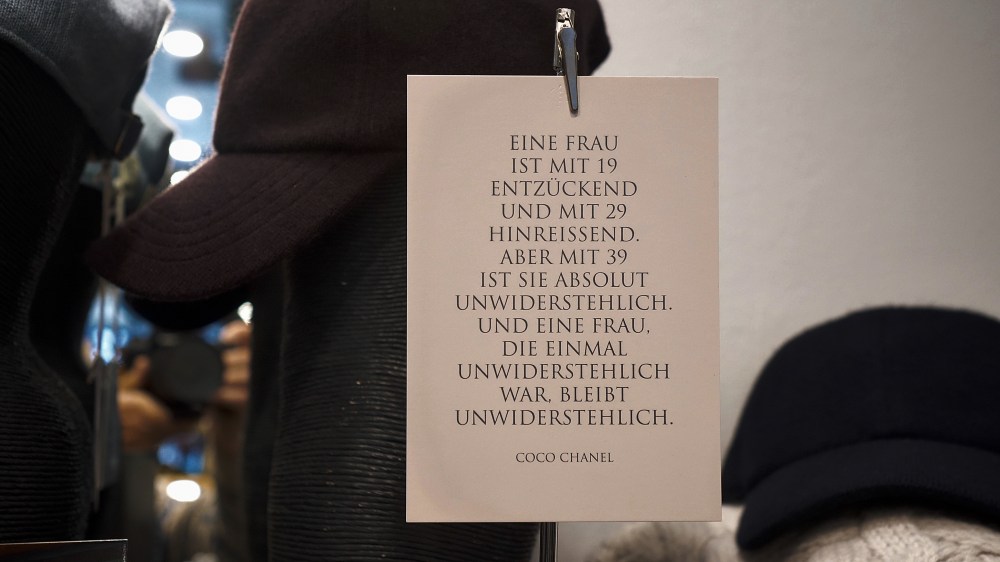 EINE FRAU
IST MIT 19
ENTZÜCKEND
UND MIT 29
HINREISSEND.
ABER MIT 39
IST SIE ABSOLUT
UNWIDERSTEHLICH.
UND EINE FRAU,
DIE EINMAL
UNWIDERSTEHLICH
WAR, BLEIBT
UNWIDERSTEHLICH.
COCO CHANEL